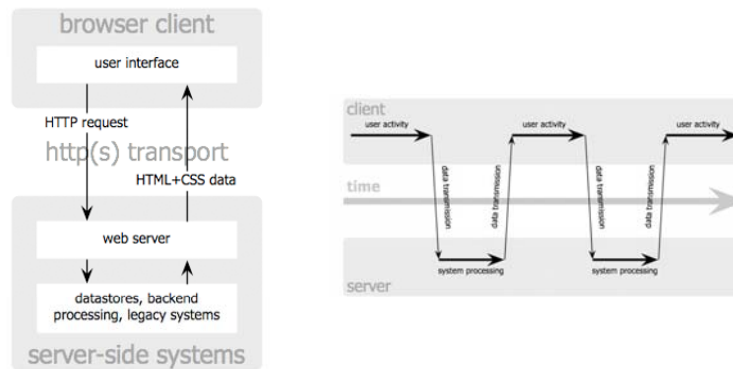 browser client
user interface
HTTP request
http(s) transport
HTML+CSS data
web server
datastores, backend
processing, legacy systems
server-side systems
client
user activity
user activity
user activity
data transmission
data transmission
data transmission
data transmission
time
system processing
system processing
server